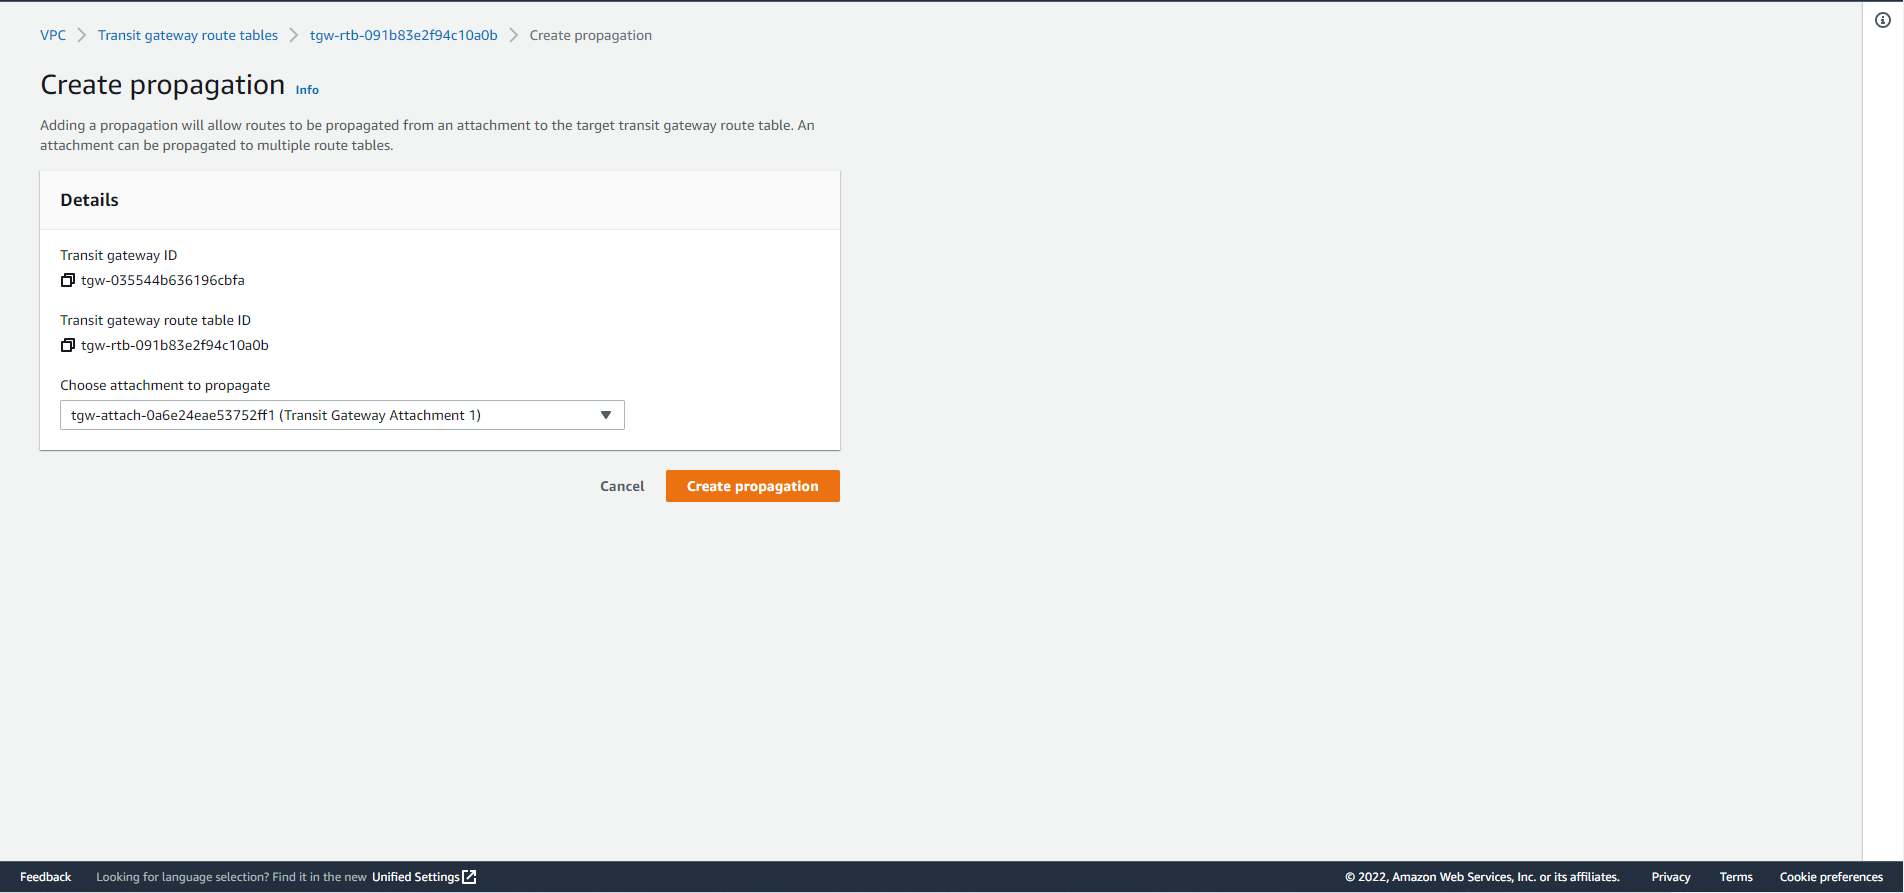 VPC > Transit gateway route tables > tgw-rtb-091b83e2f94c10a0b > Create propagation
Create propagation Info
Adding a propagation will allow routes to be propagated from an attachment to the target transit gateway route table. An
attachment can be propagated to multiple route tables.
Details
Transit gateway ID
tgw-035544b636196cbfa
Transit gateway route table ID
tgw-rtb-091b83e2f94c10a0b
Choose attachment to propagate
tgw-attach-0a6e24eae53752ff1 (Transit Gateway Attachment 1)
Cancel Create propagation
Feedback Looking for language selection? Find it in the new Unified Settings © 2022, Amazon Web Services, Inc. or its affiliates. Privacy Terms Cookie preferences